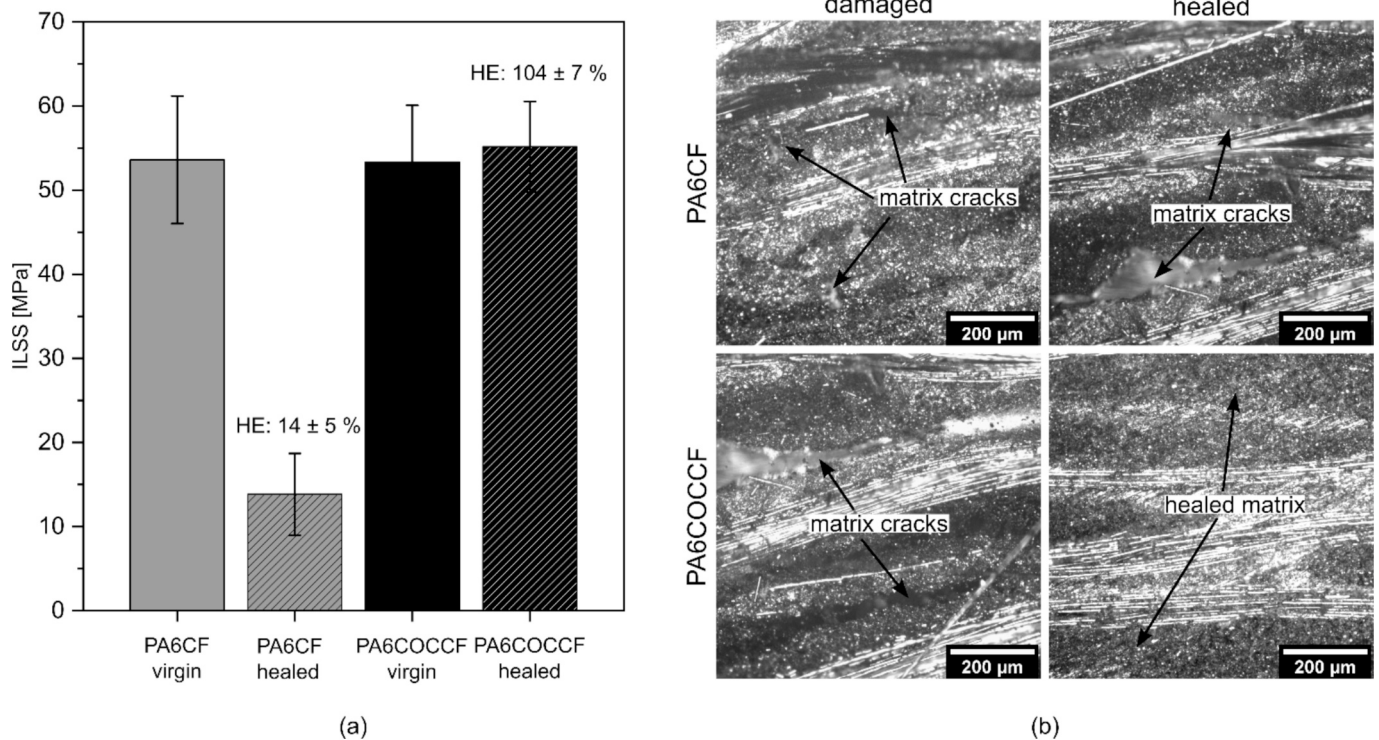 70
60
50
40
30
20
10
0
ILSS [MPa]
HE: 104 ± 7 %
HE: 14 ± 5 %
PA6CF
virgin
PA6CF
healed
PA6COCCF
virgin
PA6COCCF
healed
(a)
damaged
healed
PA6CF
matrix cracks
200 µm
matrix cracks
200 µm
PA6COCCF
matrix cracks
200 µm
healed matrix
200 µm
(b)